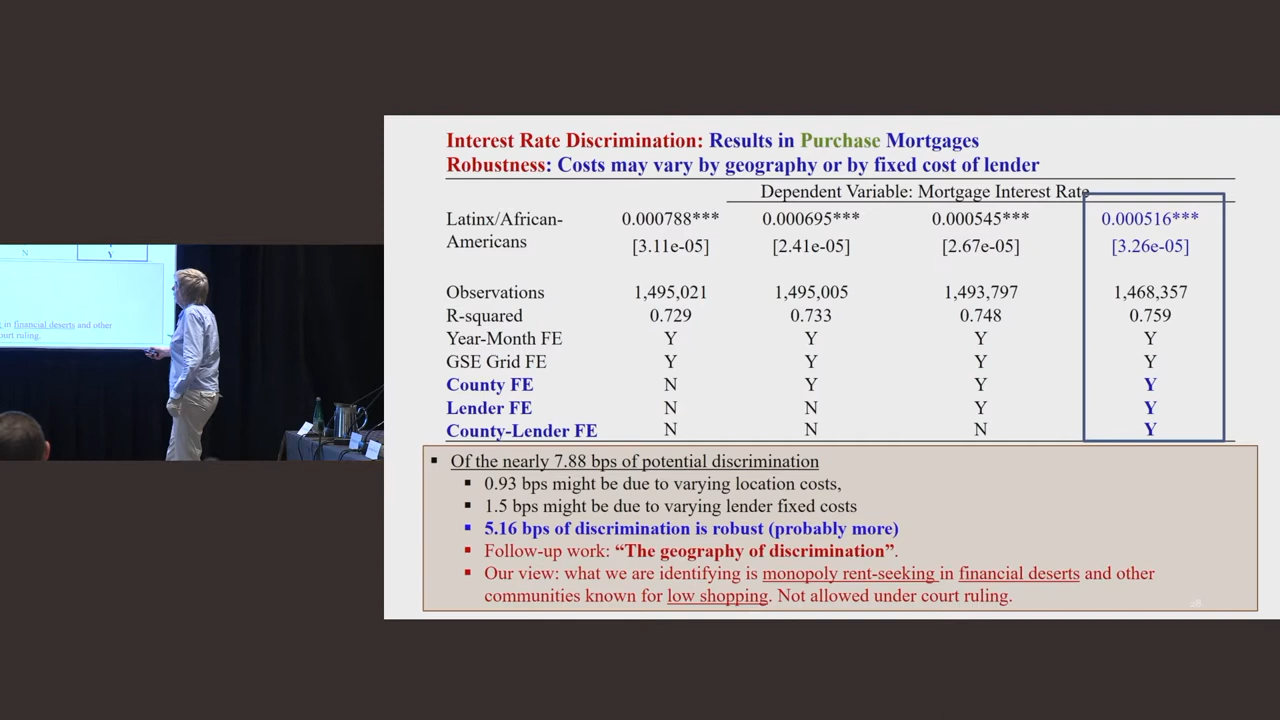 Interest Rate Discrimination: Results in Purchase Mortgages
Robustness: Costs may vary by geography or by fixed cost of lender
Dependent Variable: Mortgage Interest Rate
Latinx/African- 0.000788*** 0.000695*** 0.000545*** 0.000516***
Americans [3.11e-05] [2.41e-05] [2.67e-05] [3.26e-05]
Observations 1,495,021 1,495,005 1,493,797 1,468,357
R-squared 0.729 0.733 0.748 0.759
Year-Month FE Y Y Y Y
GSE Grid FE Y Y Y Y
County FE N Y Y Y
Lender FE N N Y Y
County-Lender FE N N N Y
▪ Of the nearly 7.88 bps of potential discrimination
▪ 0.93 bps might be due to varying location costs,
▪ 1.5 bps might be due to varying lender fixed costs
▪ 5.16 bps of discrimination is robust (probably more)
▪ Follow-up work: “The geography of discrimination”.
▪ Our view: what we are identifying is monopoly rent-seeking in financial deserts and other
communities known for low shopping. Not allowed under court ruling.
28
N Y
in financial deserts and other
court ruling.